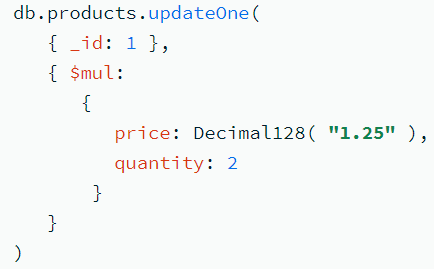 db.products.updateOne(
{ _id: 1 },
{ $mul:
{
price: Decimal128( "1.25" ),
quantity: 2
}
}
)